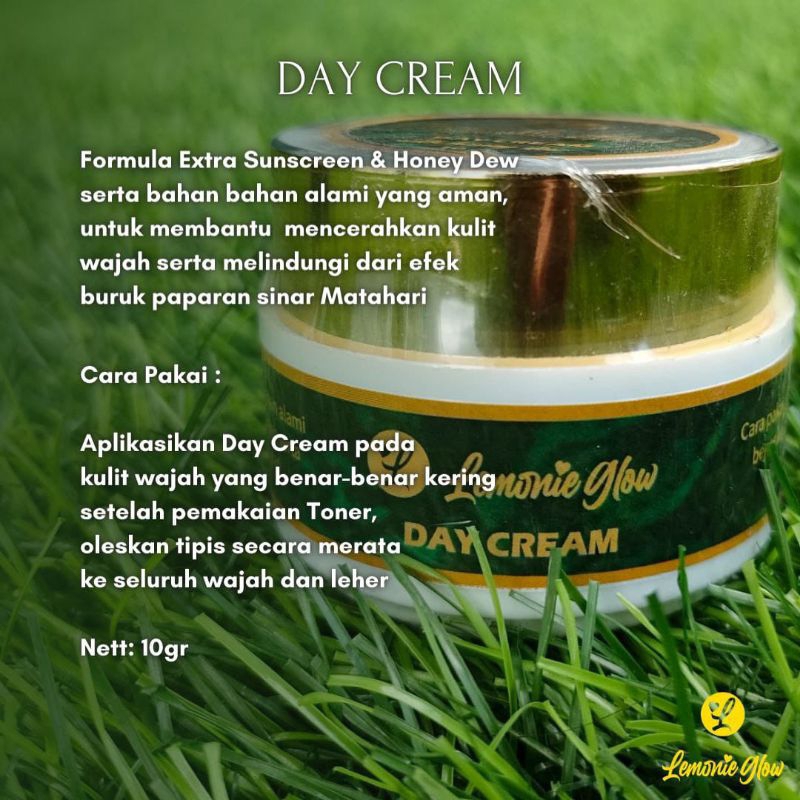 DAY CREAM
Formula Extra Sunscreen & Honey Dew
serta bahan bahan alami yang aman,
untuk membantu  mencerahkan kulit
wajah serta melindungi dari efek
buruk paparan sinar Matahari
Cara Pakai :
Aplikasikan Day Cream pada
kulit wajah yang benar-benar kering
setelah pemakaian Toner,
oleskan tipis secara merata
ke seluruh wajah dan leher
Nett: 10gr
alami
Cara
Lemonie Glow
DAY CREAM
Lemonie Glow